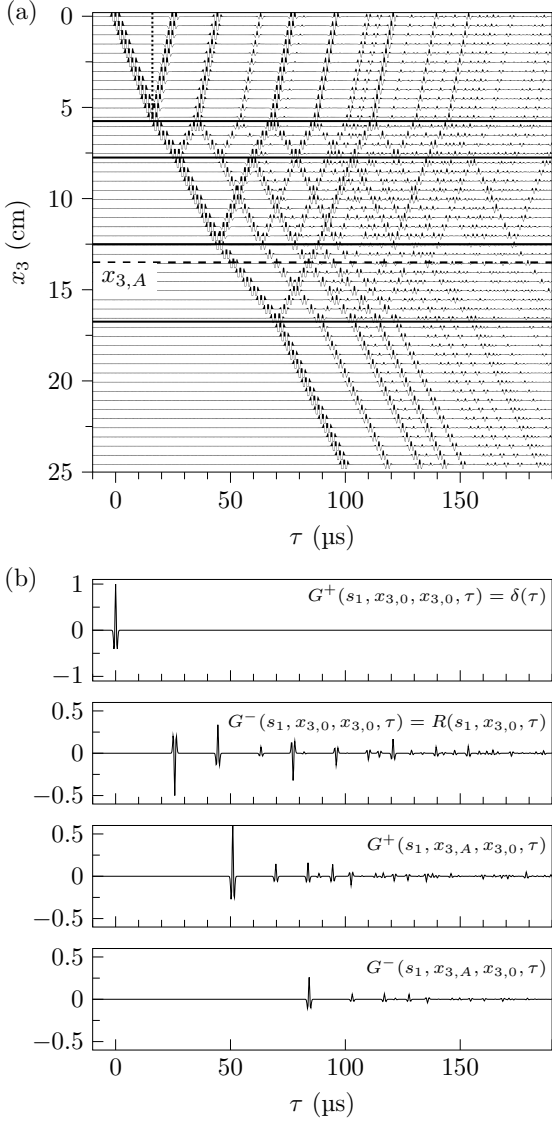 (a)
0
5
10
15
20
25
x₃ (cm)
x₃,A
0 50 100 150
τ (µs)
(b)
1
0
−1
G⁺(s₁, x₃,₀, x₃,₀, τ) = δ(τ)
0.5
0
−0.5
G⁻(s₁, x₃,₀, x₃,₀, τ) = R(s₁, x₃,₀, τ)
0.5
0
−0.5
G⁺(s₁, x₃,A, x₃,₀, τ)
0.5
0
−0.5
G⁻(s₁, x₃,A, x₃,₀, τ)
0 50 100 150
τ (µs)